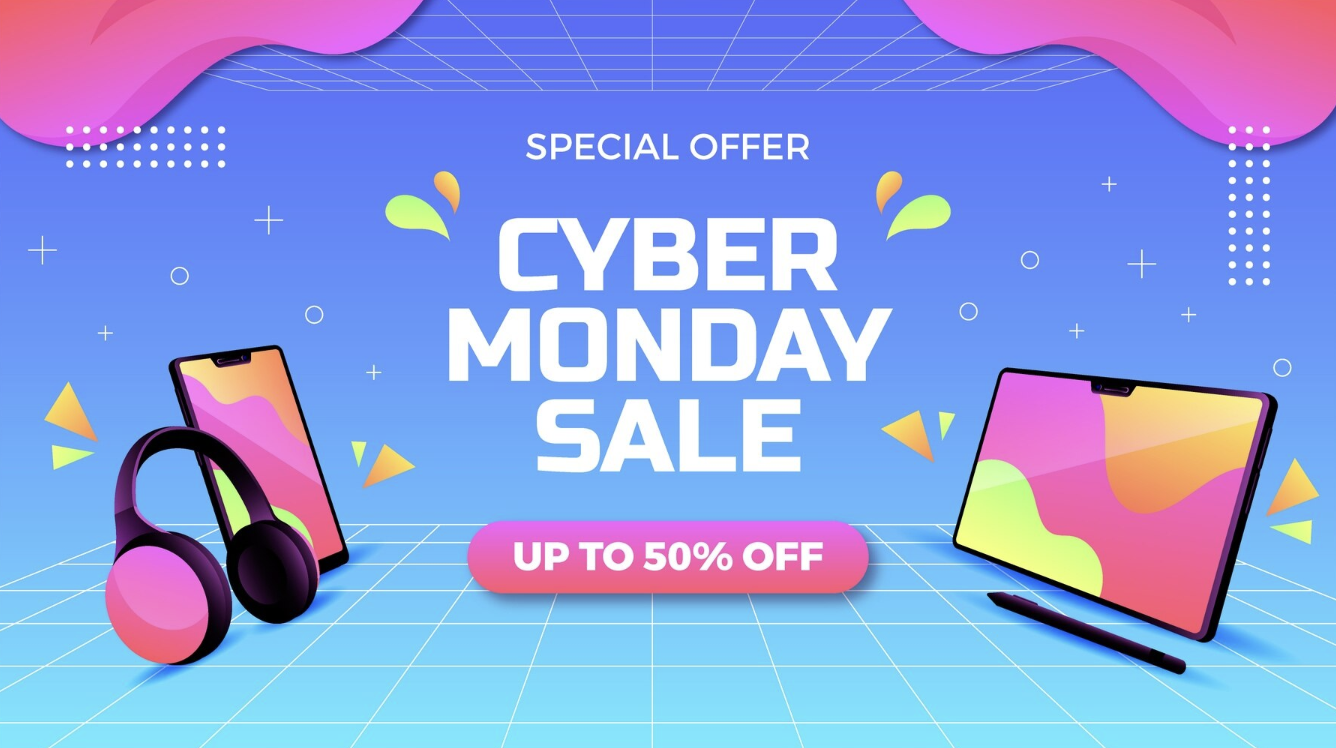 SPECIAL OFFER
CYBER
MONDAY
SALE
UP TO 50% OFF